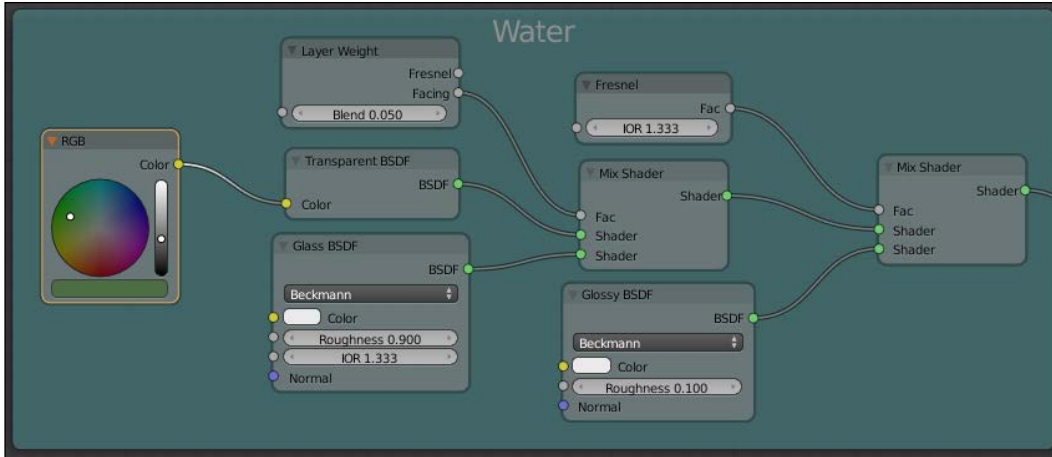 Water
Layer Weight
Fresnel
Facing
Blend 0.050
Fresnel
Fac
IOR 1.333
RGB
Color
Transparent BSDF
BSDF
Color
Mix Shader
Shader
Fac
Shader
Shader
Mix Shader
Shader
Fac
Shader
Shader
Glass BSDF
BSDF
Beckmann
Color
Roughness 0.900
IOR 1.333
Normal
Glossy BSDF
BSDF
Beckmann
Color
Roughness 0.100
Normal